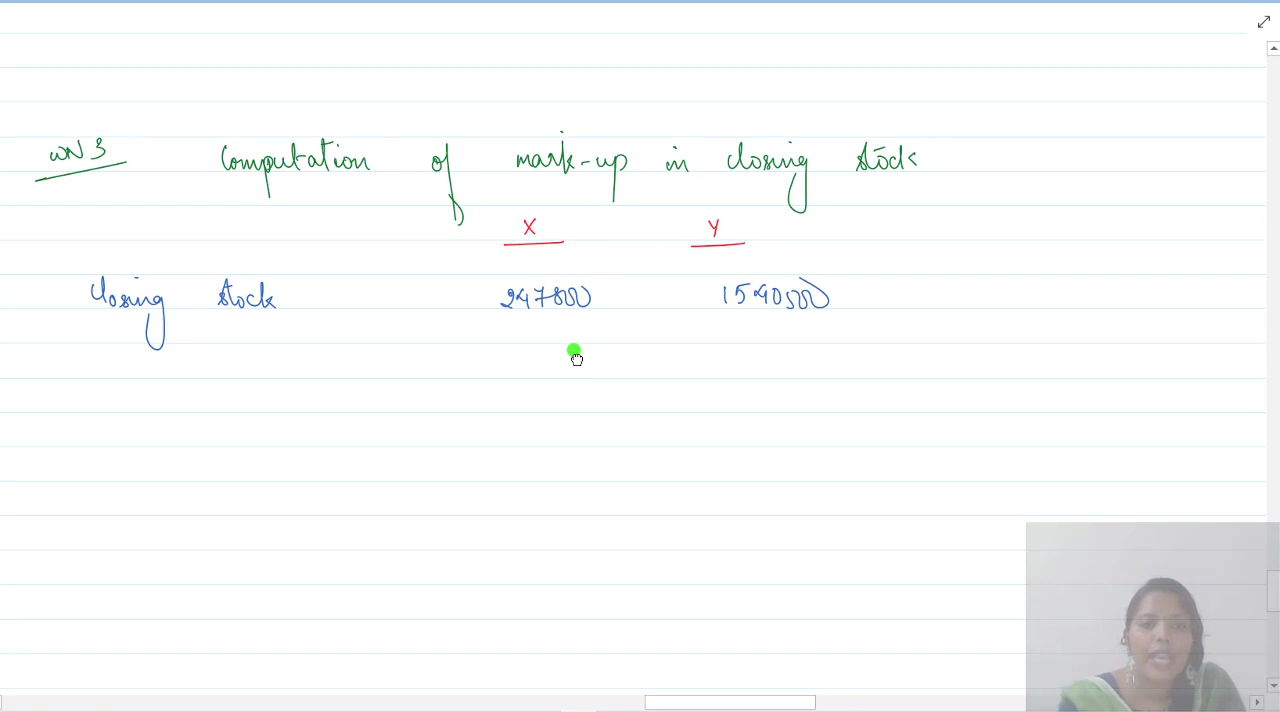 WN 3 Computation of mark-up in closing stock
X Y
closing stock 247800 1540500